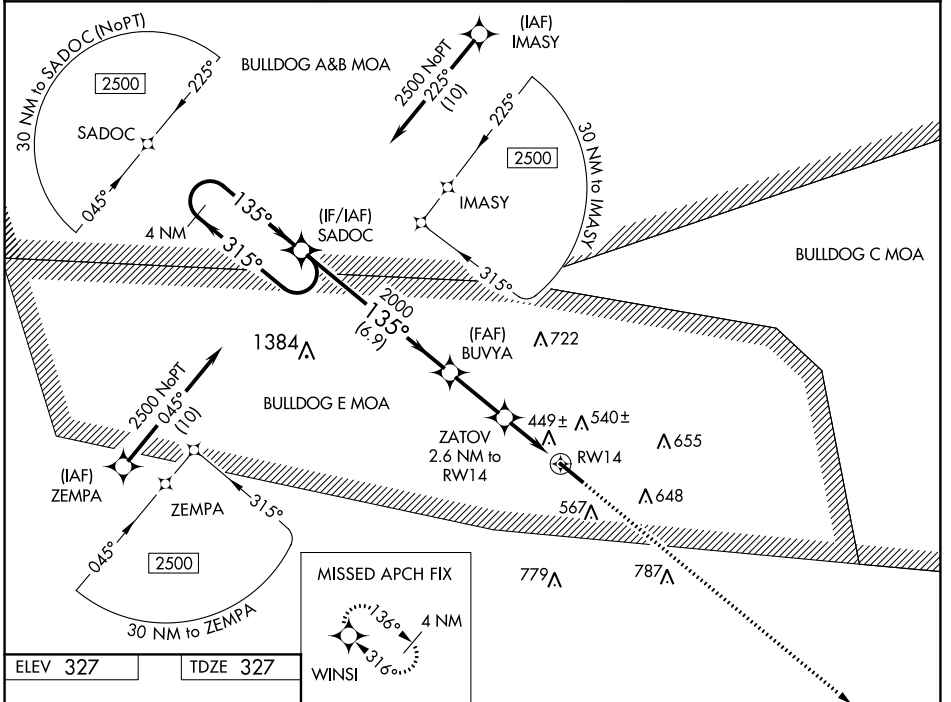 30 NM to SADOC (NoPT)
2500
225°
SADOC
045°
BULLDOG A&B MOA
(IAF)
IMASY
2500 NoPT
225°
(10)
225°
2500
30 NM to IMASY
IMASY
315°
BULLDOG C MOA
135°
4 NM
315°
(IF/IAF)
SADOC
2000
135°
(6.9)
1384
(FAF)
BUVYA
722
BULLDOG E MOA
2500 NoPT
045°
(10)
(IAF)
ZEMPA
ZATOV
2.6 NM to
RW14
449±
540±
655
RW14
567
648
ZEMPA
315°
045°
2500
30 NM to ZEMPA
779
787
MISSED APCH FIX
136°
4 NM
316°
WINSI
ELEV 327
TDZE 327